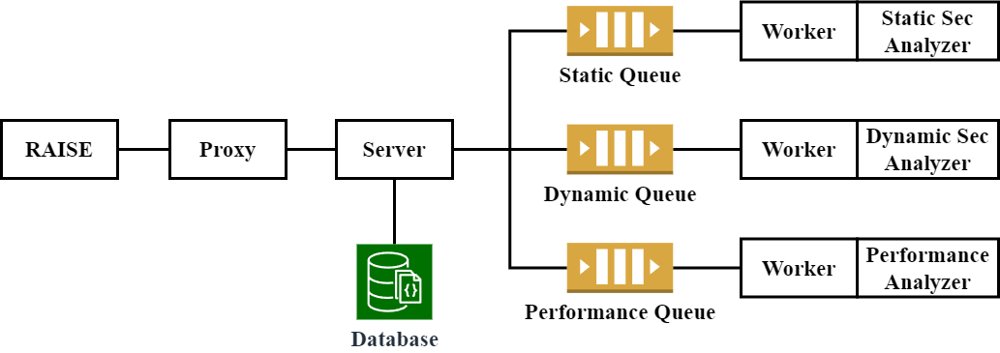 RAISE
Proxy
Server
Database
{}
Static Queue
Worker
Static Sec
Analyzer
Dynamic Queue
Worker
Dynamic Sec
Analyzer
Performance Queue
Worker
Performance
Analyzer